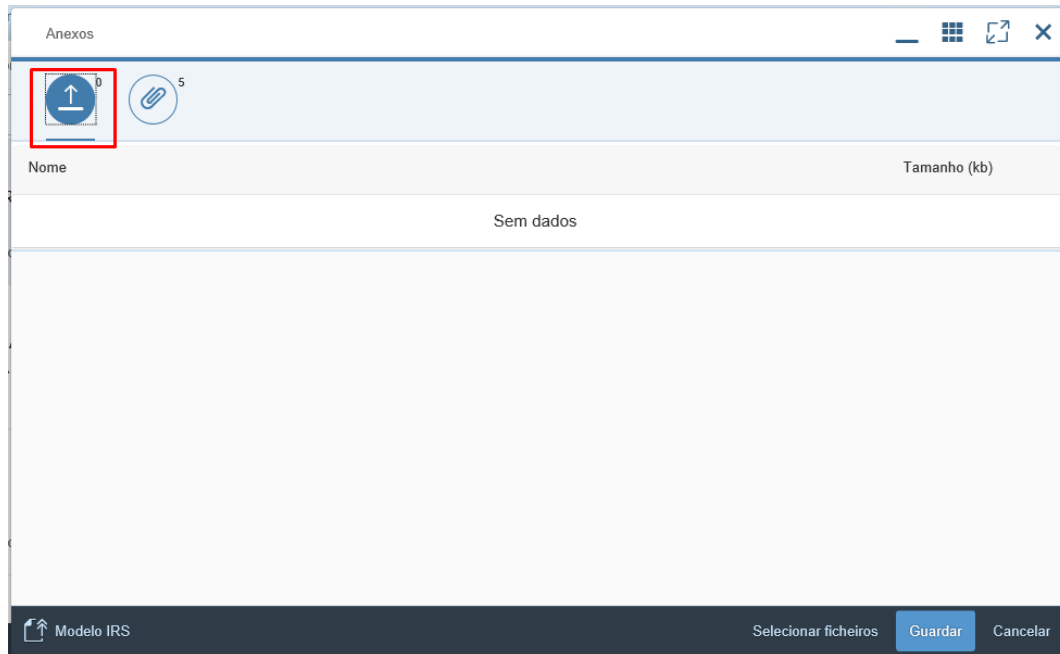 Anexos
0
5
Nome Tamanho (kb)
Sem dados
Modelo IRS Selecionar ficheiros Guardar Cancelar